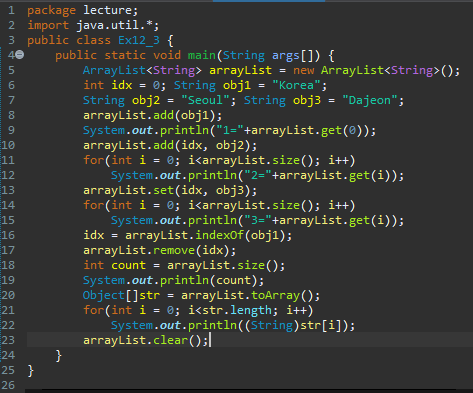 1 package lecture;
2 import java.util.*;
3 public class Ex12_3 {
4 public static void main(String args[]) {
5 ArrayList<String> arrayList = new ArrayList<String>();
6 int idx = 0; String obj1 = "Korea";
7 String obj2 = "Seoul"; String obj3 = "Dajeon";
8 arrayList.add(obj1);
9 System.out.println("1="+arrayList.get(0));
10 arrayList.add(idx, obj2);
11 for(int i = 0; i<arrayList.size(); i++)
12 System.out.println("2="+arrayList.get(i));
13 arrayList.set(idx, obj3);
14 for(int i = 0; i<arrayList.size(); i++)
15 System.out.println("3="+arrayList.get(i));
16 idx = arrayList.indexOf(obj1);
17 arrayList.remove(idx);
18 int count = arrayList.size();
19 System.out.println(count);
20 Object[]str = arrayList.toArray();
21 for(int i = 0; i<str.length; i++)
22 System.out.println((String)str[i]);
23 arrayList.clear();
24 }
25 }
26